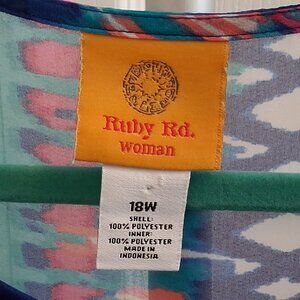 Ruby Rd.
woman
18W
SHELL:
100% POLYESTER
INNER:
100% POLYESTER
MADE IN
INDONESIA